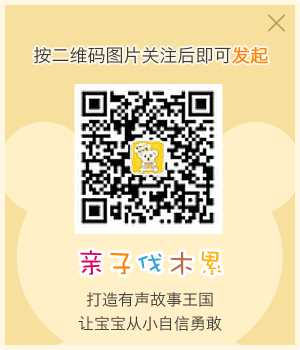 按二维码图片关注后即可发起
亲子伐木累
打造有声故事王国
让宝宝从小自信勇敢